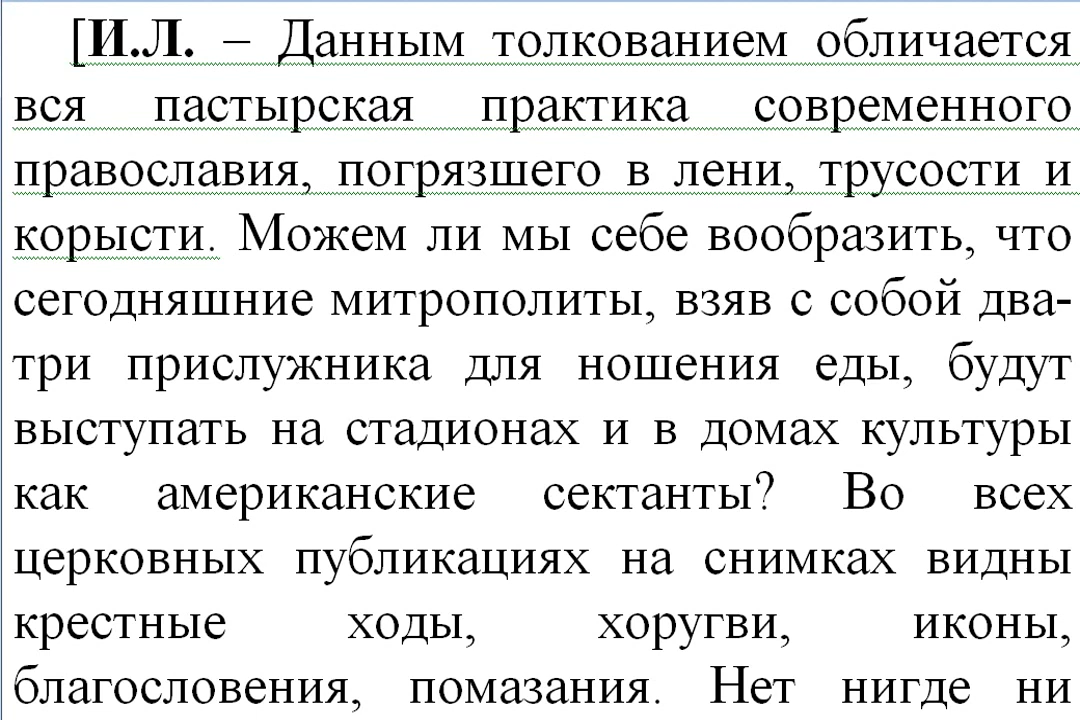 [И.Л. – Данным толкованием обличается
вся пастырская практика современного
православия, погрязшего в лени, трусости и
корысти. Можем ли мы себе вообразить, что
сегодняшние митрополиты, взяв с собой два-
три прислужника для ношения еды, будут
выступать на стадионах и в домах культуры
как американские сектанты? Во всех
церковных публикациях на снимках видны
крестные ходы, хоругви, иконы,
благословения, помазания. Нет нигде ни